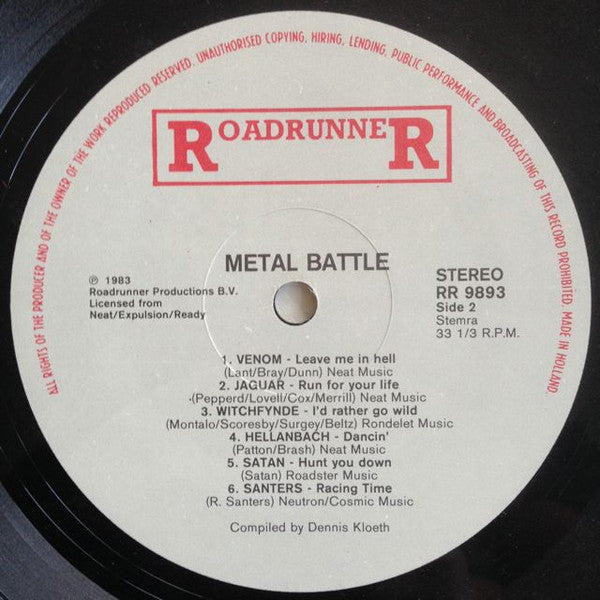 ALL RIGHTS OF THE PRODUCER AND OF THE OWNER OF THE WORK REPRODUCED RESERVED. UNAUTHORISED COPYING, HIRING, LENDING, PUBLIC PERFORMANCE AND BROADCASTING OF THIS RECORD PROHIBITED. MADE IN HOLLAND.
ROADRUNNER
METAL BATTLE
℗ 1983
Roadrunner Productions B.V.
Licensed from
Neat/Expulsion/Ready
STEREO
RR 9893
Side 2
Stemra
33 1/3 R.P.M.
1. VENOM - Leave me in hell
(Lant/Bray/Dunn) Neat Music
2. JAGUAR - Run for your life
(Pepperd/Lovell/Cox/Merrill) Neat Music
3. WITCHFYNDE - I'd rather go wild
(Montalo/Scoresby/Surgey/Beltz) Rondelet Music
4. HELLANBACH - Dancin'
(Patton/Brash) Neat Music
5. SATAN - Hunt you down
(Satan) Roadster Music
6. SANTERS - Racing Time
(R. Santers) Neutron/Cosmic Music
Compiled by Dennis Kloeth